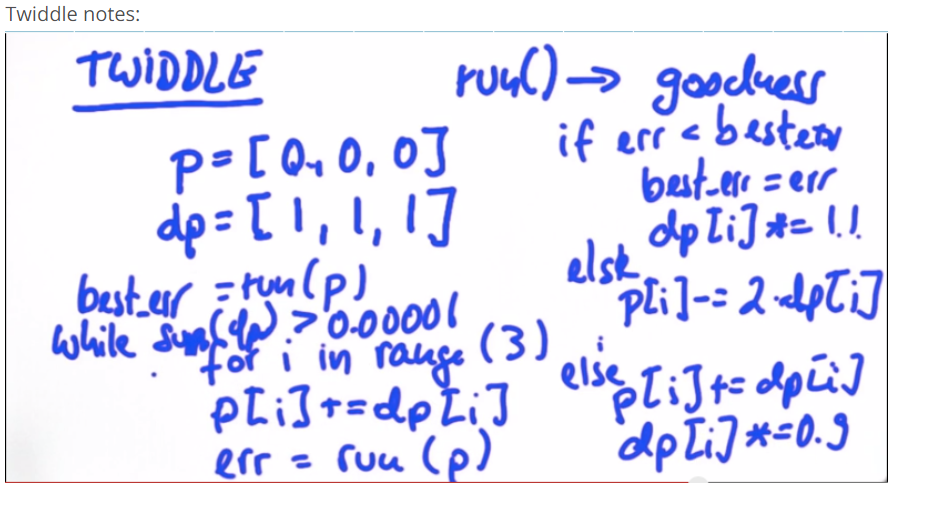 Twiddle notes:
TWIDDLE
p = [0, 0, 0]
dp = [1, 1, 1]
best_err = run(p)
while sum(dp) > 0.00001
for i in range (3)
p[i] += dp[i]
err = run (p)
run() → goodness
if err < best_err
best_err = err
dp[i] *= 1.1
else
p[i] -= 2·dp[i]
else
p[i] += dp[i]
dp[i] *= 0.9